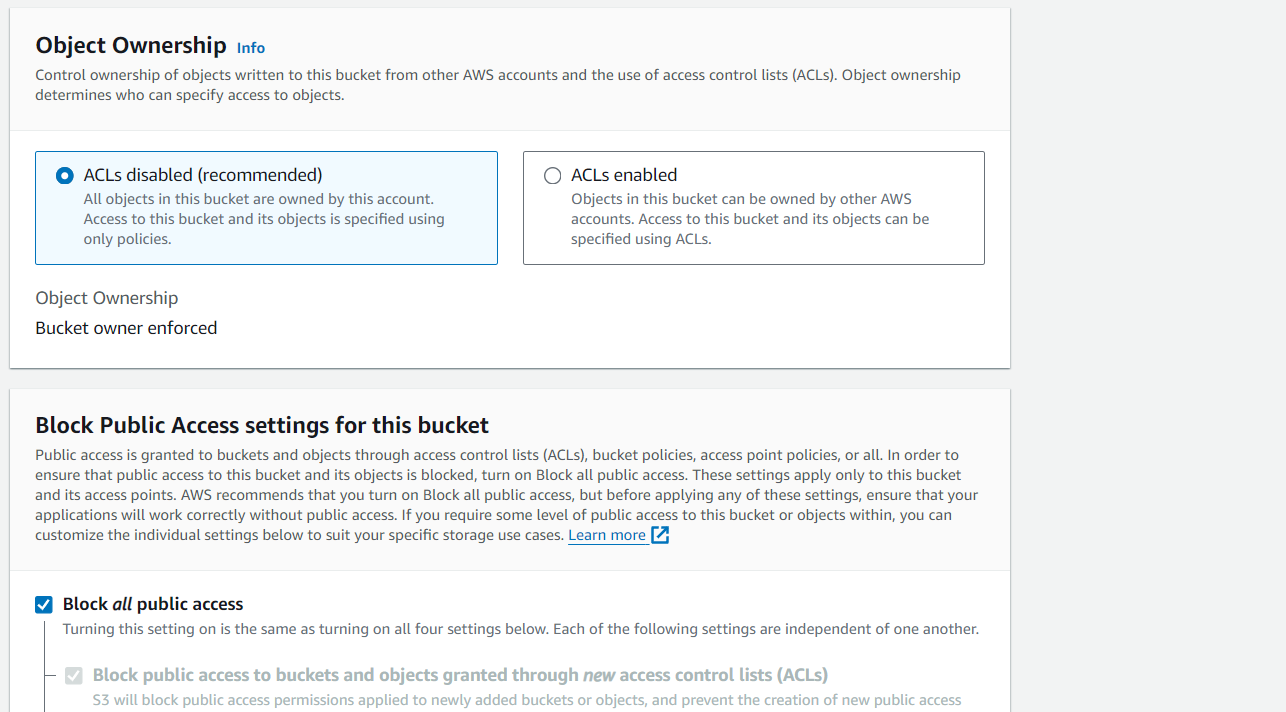 Object Ownership Info
Control ownership of objects written to this bucket from other AWS accounts and the use of access control lists (ACLs). Object ownership
determines who can specify access to objects.
ACLs disabled (recommended)
All objects in this bucket are owned by this account.
Access to this bucket and its objects is specified using
only policies.
ACLs enabled
Objects in this bucket can be owned by other AWS
accounts. Access to this bucket and its objects can be
specified using ACLs.
Object Ownership
Bucket owner enforced
Block Public Access settings for this bucket
Public access is granted to buckets and objects through access control lists (ACLs), bucket policies, access point policies, or all. In order to
ensure that public access to this bucket and its objects is blocked, turn on Block all public access. These settings apply only to this bucket
and its access points. AWS recommends that you turn on Block all public access, but before applying any of these settings, ensure that your
applications will work correctly without public access. If you require some level of public access to this bucket or objects within, you can
customize the individual settings below to suit your specific storage use cases. Learn more
Block all public access
Turning this setting on is the same as turning on all four settings below. Each of the following settings are independent of one another.
Block public access to buckets and objects granted through new access control lists (ACLs)
S3 will block public access permissions applied to newly added buckets or objects, and prevent the creation of new public access